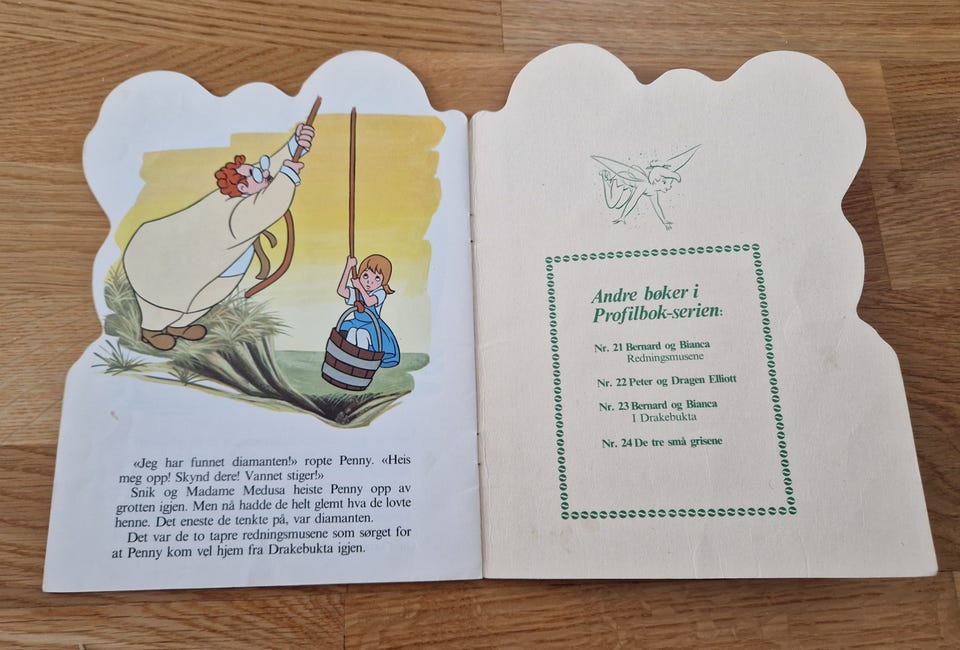 «Jeg har funnet diamanten!» ropte Penny. «Heis
meg opp! Skynd dere! Vannet stiger!»
Snik og Madame Medusa heiste Penny opp av
grotten igjen. Men nå hadde de helt glemt hva de lovte
henne. Det eneste de tenkte på, var diamanten.
Det var de to tapre redningsmusene som sørget for
at Penny kom vel hjem fra Drakebukta igjen.
Andre bøker i
Profilbok-serien:
Nr. 21 Bernard og Bianca
Redningsmusene
Nr. 22 Peter og Dragen Elliott
Nr. 23 Bernard og Bianca
I Drakebukta
Nr. 24 De tre små grisene